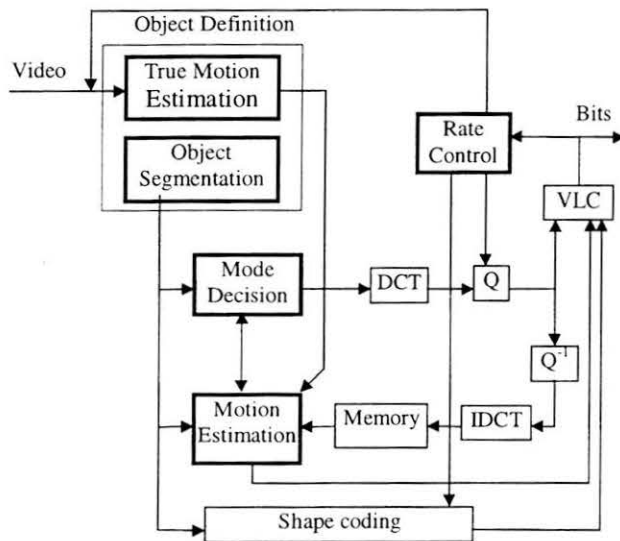 Object Definition
Video
True Motion
Estimation
Object
Segmentation
Rate
Control
Bits
VLC
Mode
Decision
DCT
Q
Q⁻¹
Motion
Estimation
Memory
IDCT
Shape coding